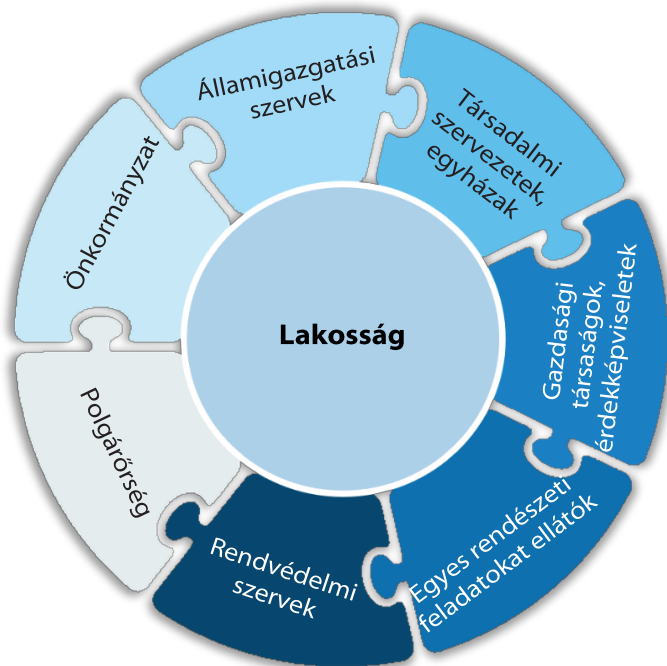 Államigazgatási
szervek
Társadalmi
szervezetek,
egyházak
Gazdasági
társaságok,
érdekképviseletek
Egyes rendészeti
feladatokat ellátók
Rendvédelmi
szervek
Polgárőrség
Önkormányzat
Lakosság